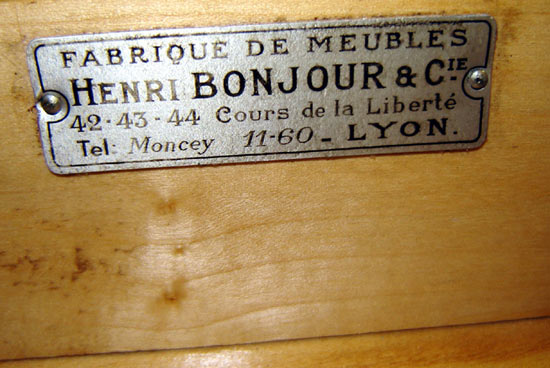 FABRIQUE DE MEUBLES
HENRI BONJOUR & CIE
42-43-44 Cours de la Liberté
Tel: Moncey 11-60 - LYON.